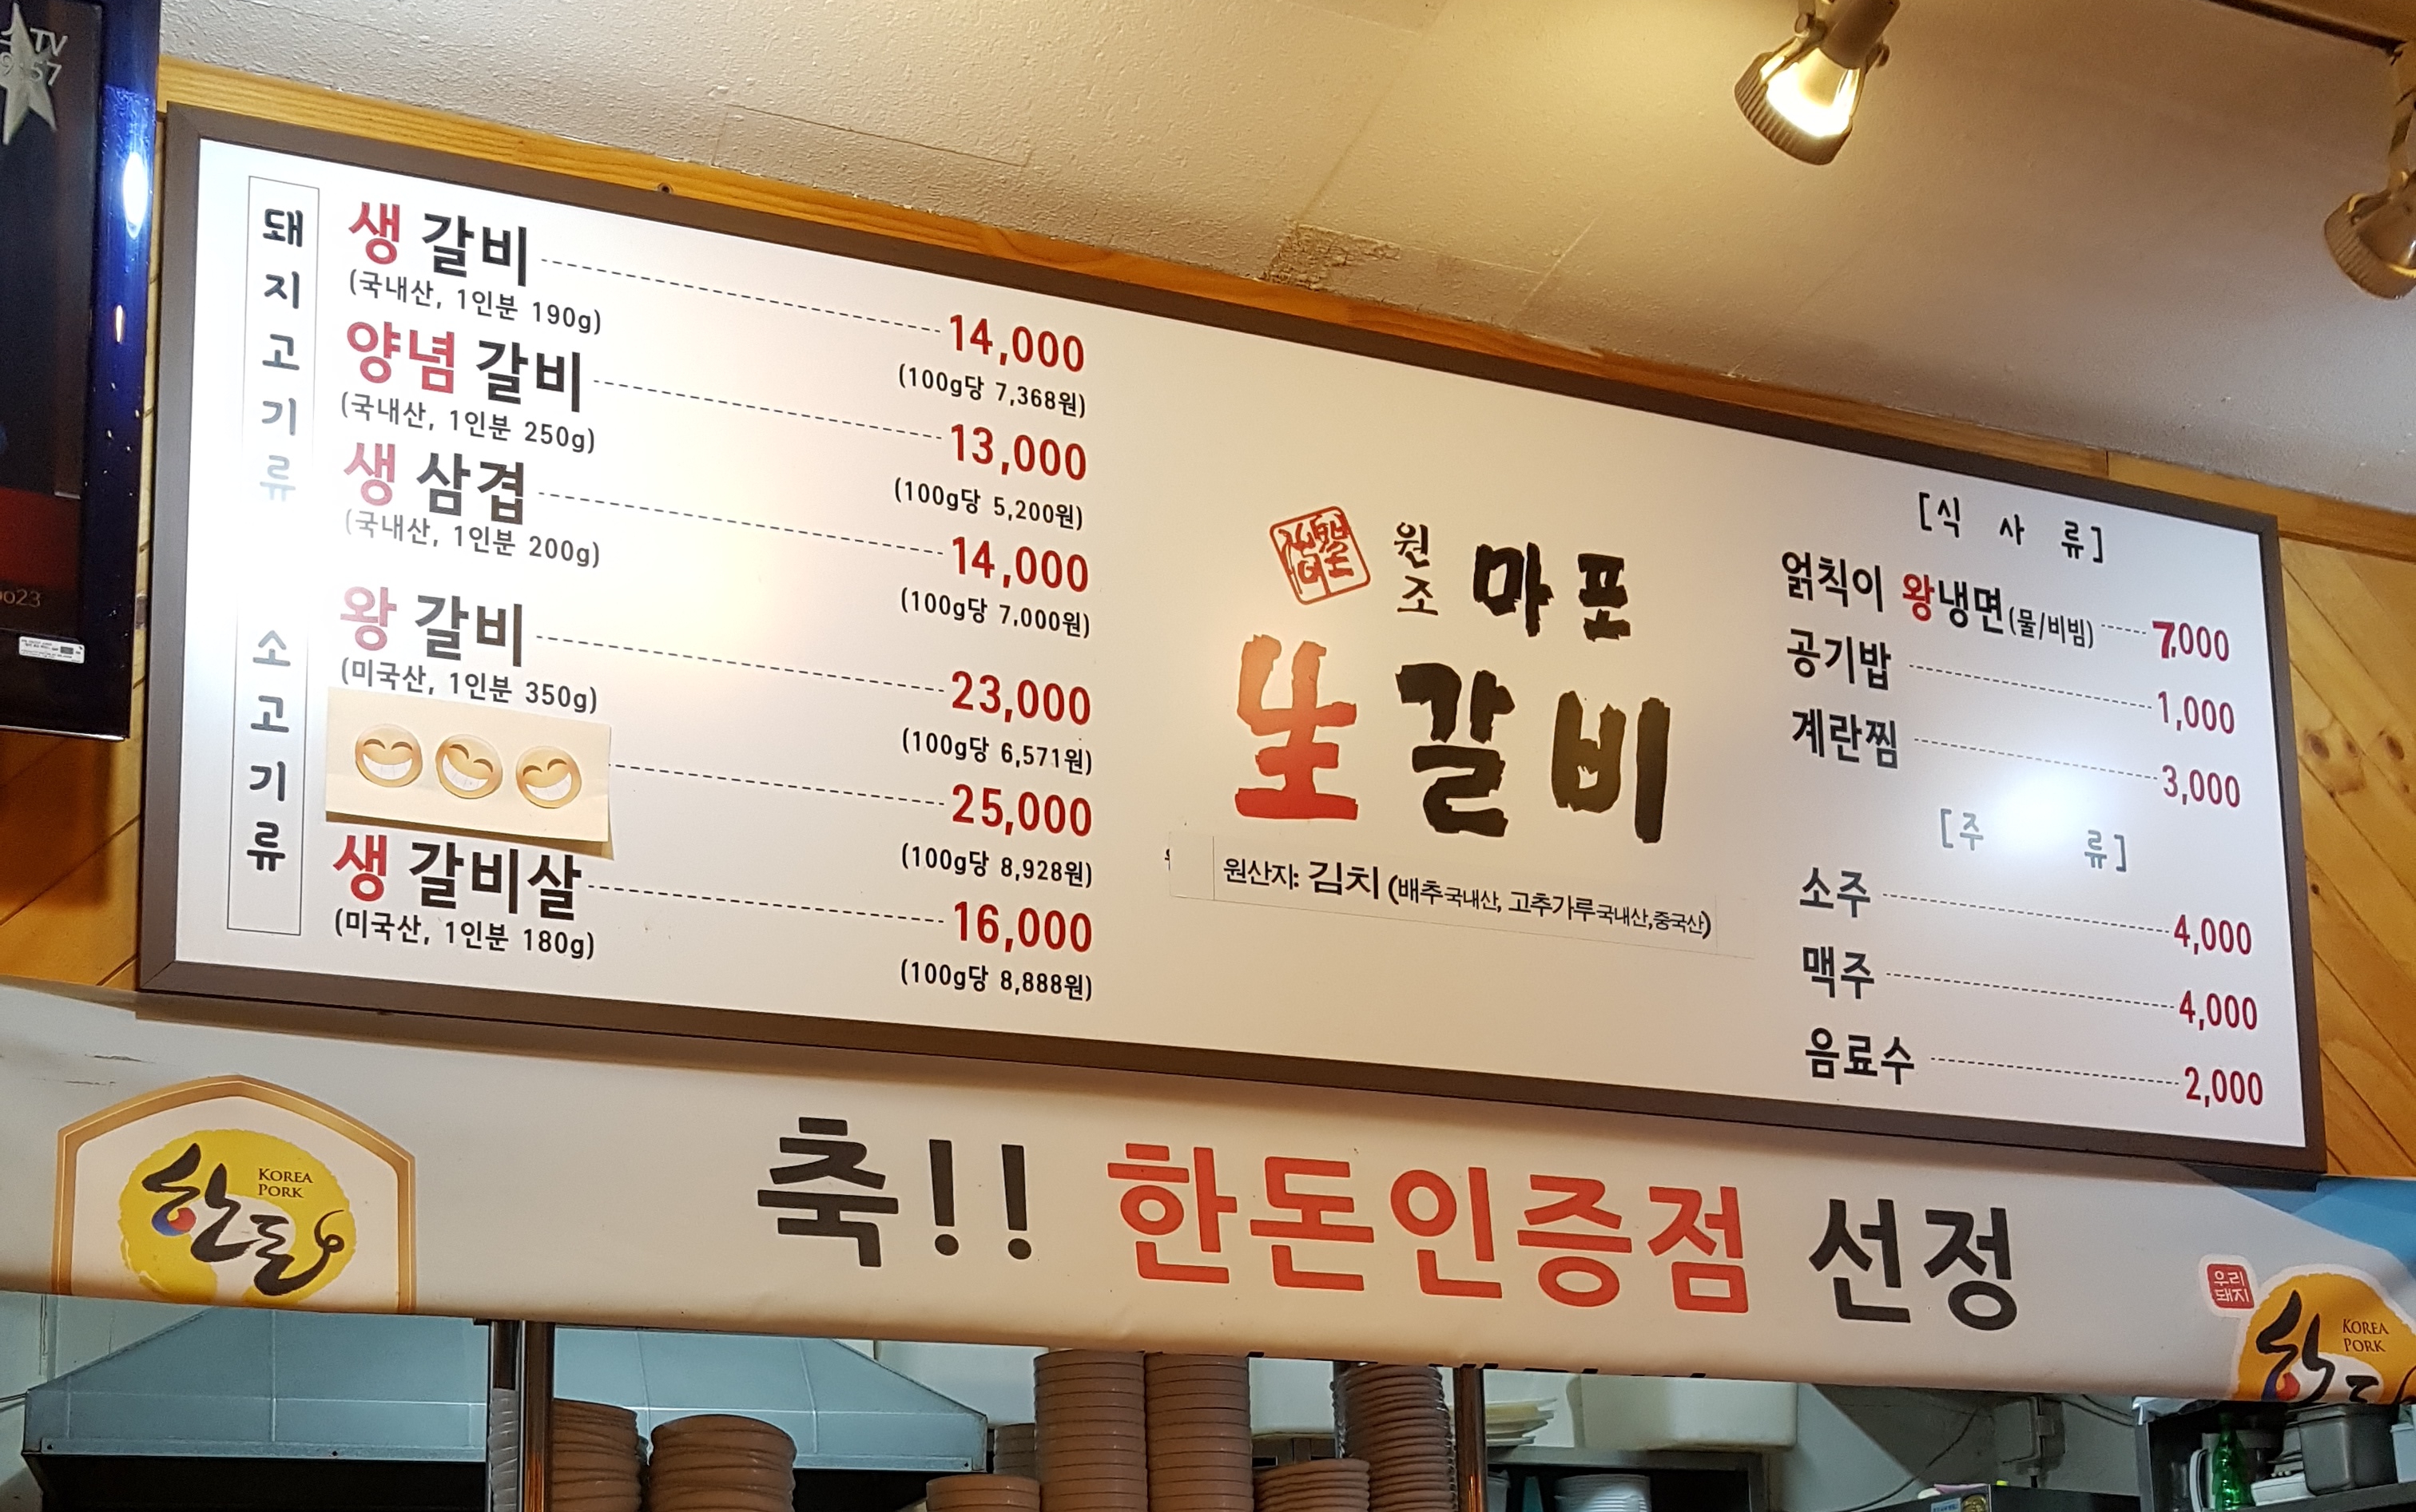 TV
9:57
po23
돼지고기류
생 갈비 14,000
(국내산, 1인분 190g) (100g당 7,368원)
양념 갈비 13,000
(국내산, 1인분 250g) (100g당 5,200원)
생 삼겹 14,000
(국내산, 1인분 200g) (100g당 7,000원)
소고기류
왕 갈비 23,000
(미국산, 1인분 350g) (100g당 6,571원)
25,000
(100g당 8,928원)
생 갈비살 16,000
(미국산, 1인분 180g) (100g당 8,888원)
원조 마포
生갈비
원산지: 김치 (배추국내산, 고추가루국내산,중국산)
[식 사 류]
얽칙이 왕냉면(물/비빔) 7,000
공기밥 1,000
계란찜 3,000
[주 류]
소주 4,000
맥주 4,000
음료수 2,000
한돈
KOREA
PORK
축!! 한돈인증점 선정
우리
돼지
한돈
KOREA
PORK